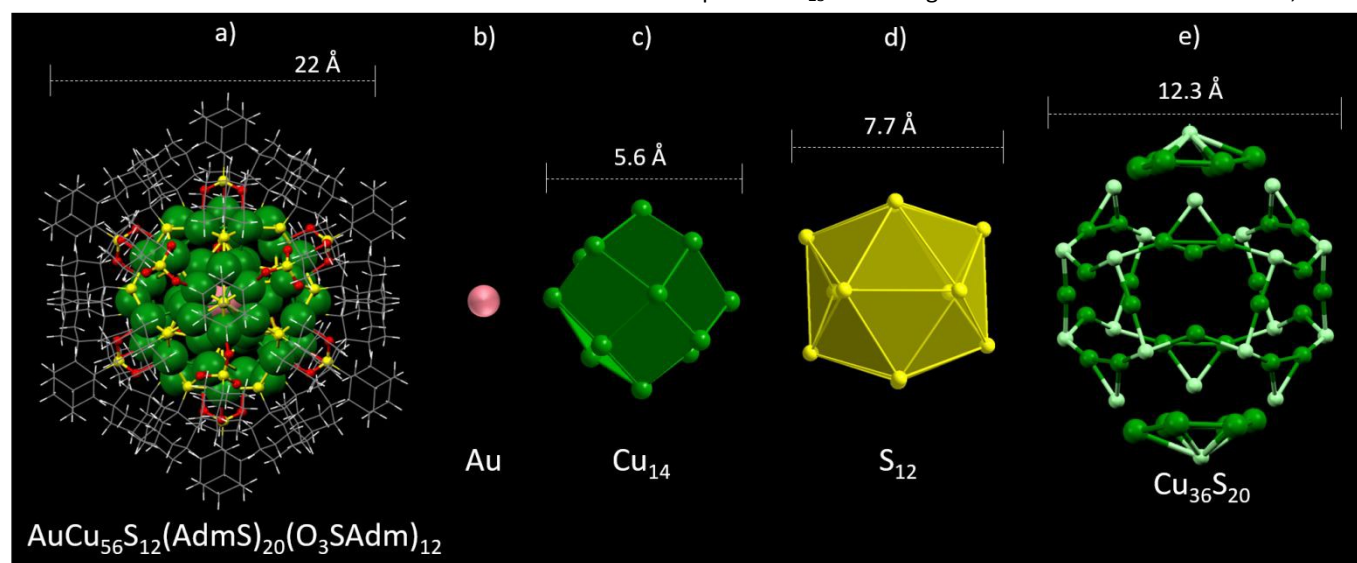 a)
b)
c)
d)
e)
22 Å
5.6 Å
7.7 Å
12.3 Å
Au
Cu₁₄
S₁₂
Cu₃₆S₂₀
AuCu₅₆S₁₂(AdmS)₂₀(O₃SAdm)₁₂